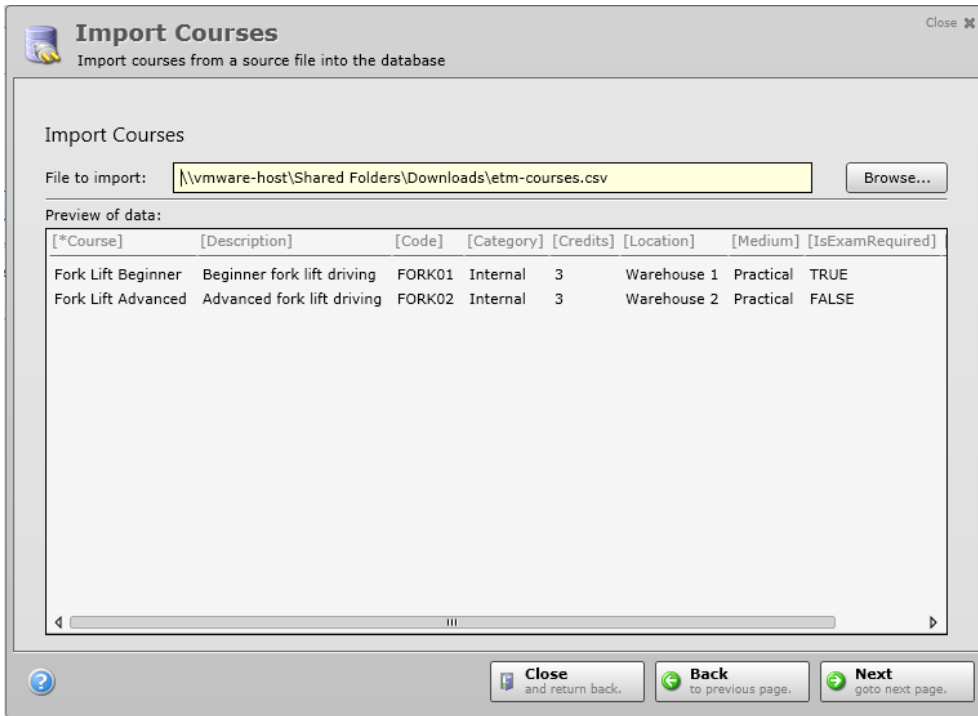 Import Courses
Close
Import courses from a source file into the database
Import Courses
File to import: \\vmware-host\Shared Folders\Downloads\etm-courses.csv Browse...
Preview of data:
[*Course] [Description] [Code] [Category] [Credits] [Location] [Medium] [IsExamRequired] [
Fork Lift Beginner Beginner fork lift driving FORK01 Internal 3 Warehouse 1 Practical TRUE
Fork Lift Advanced Advanced fork lift driving FORK02 Internal 3 Warehouse 2 Practical FALSE
Close Back Next
and return back. to previous page. goto next page.